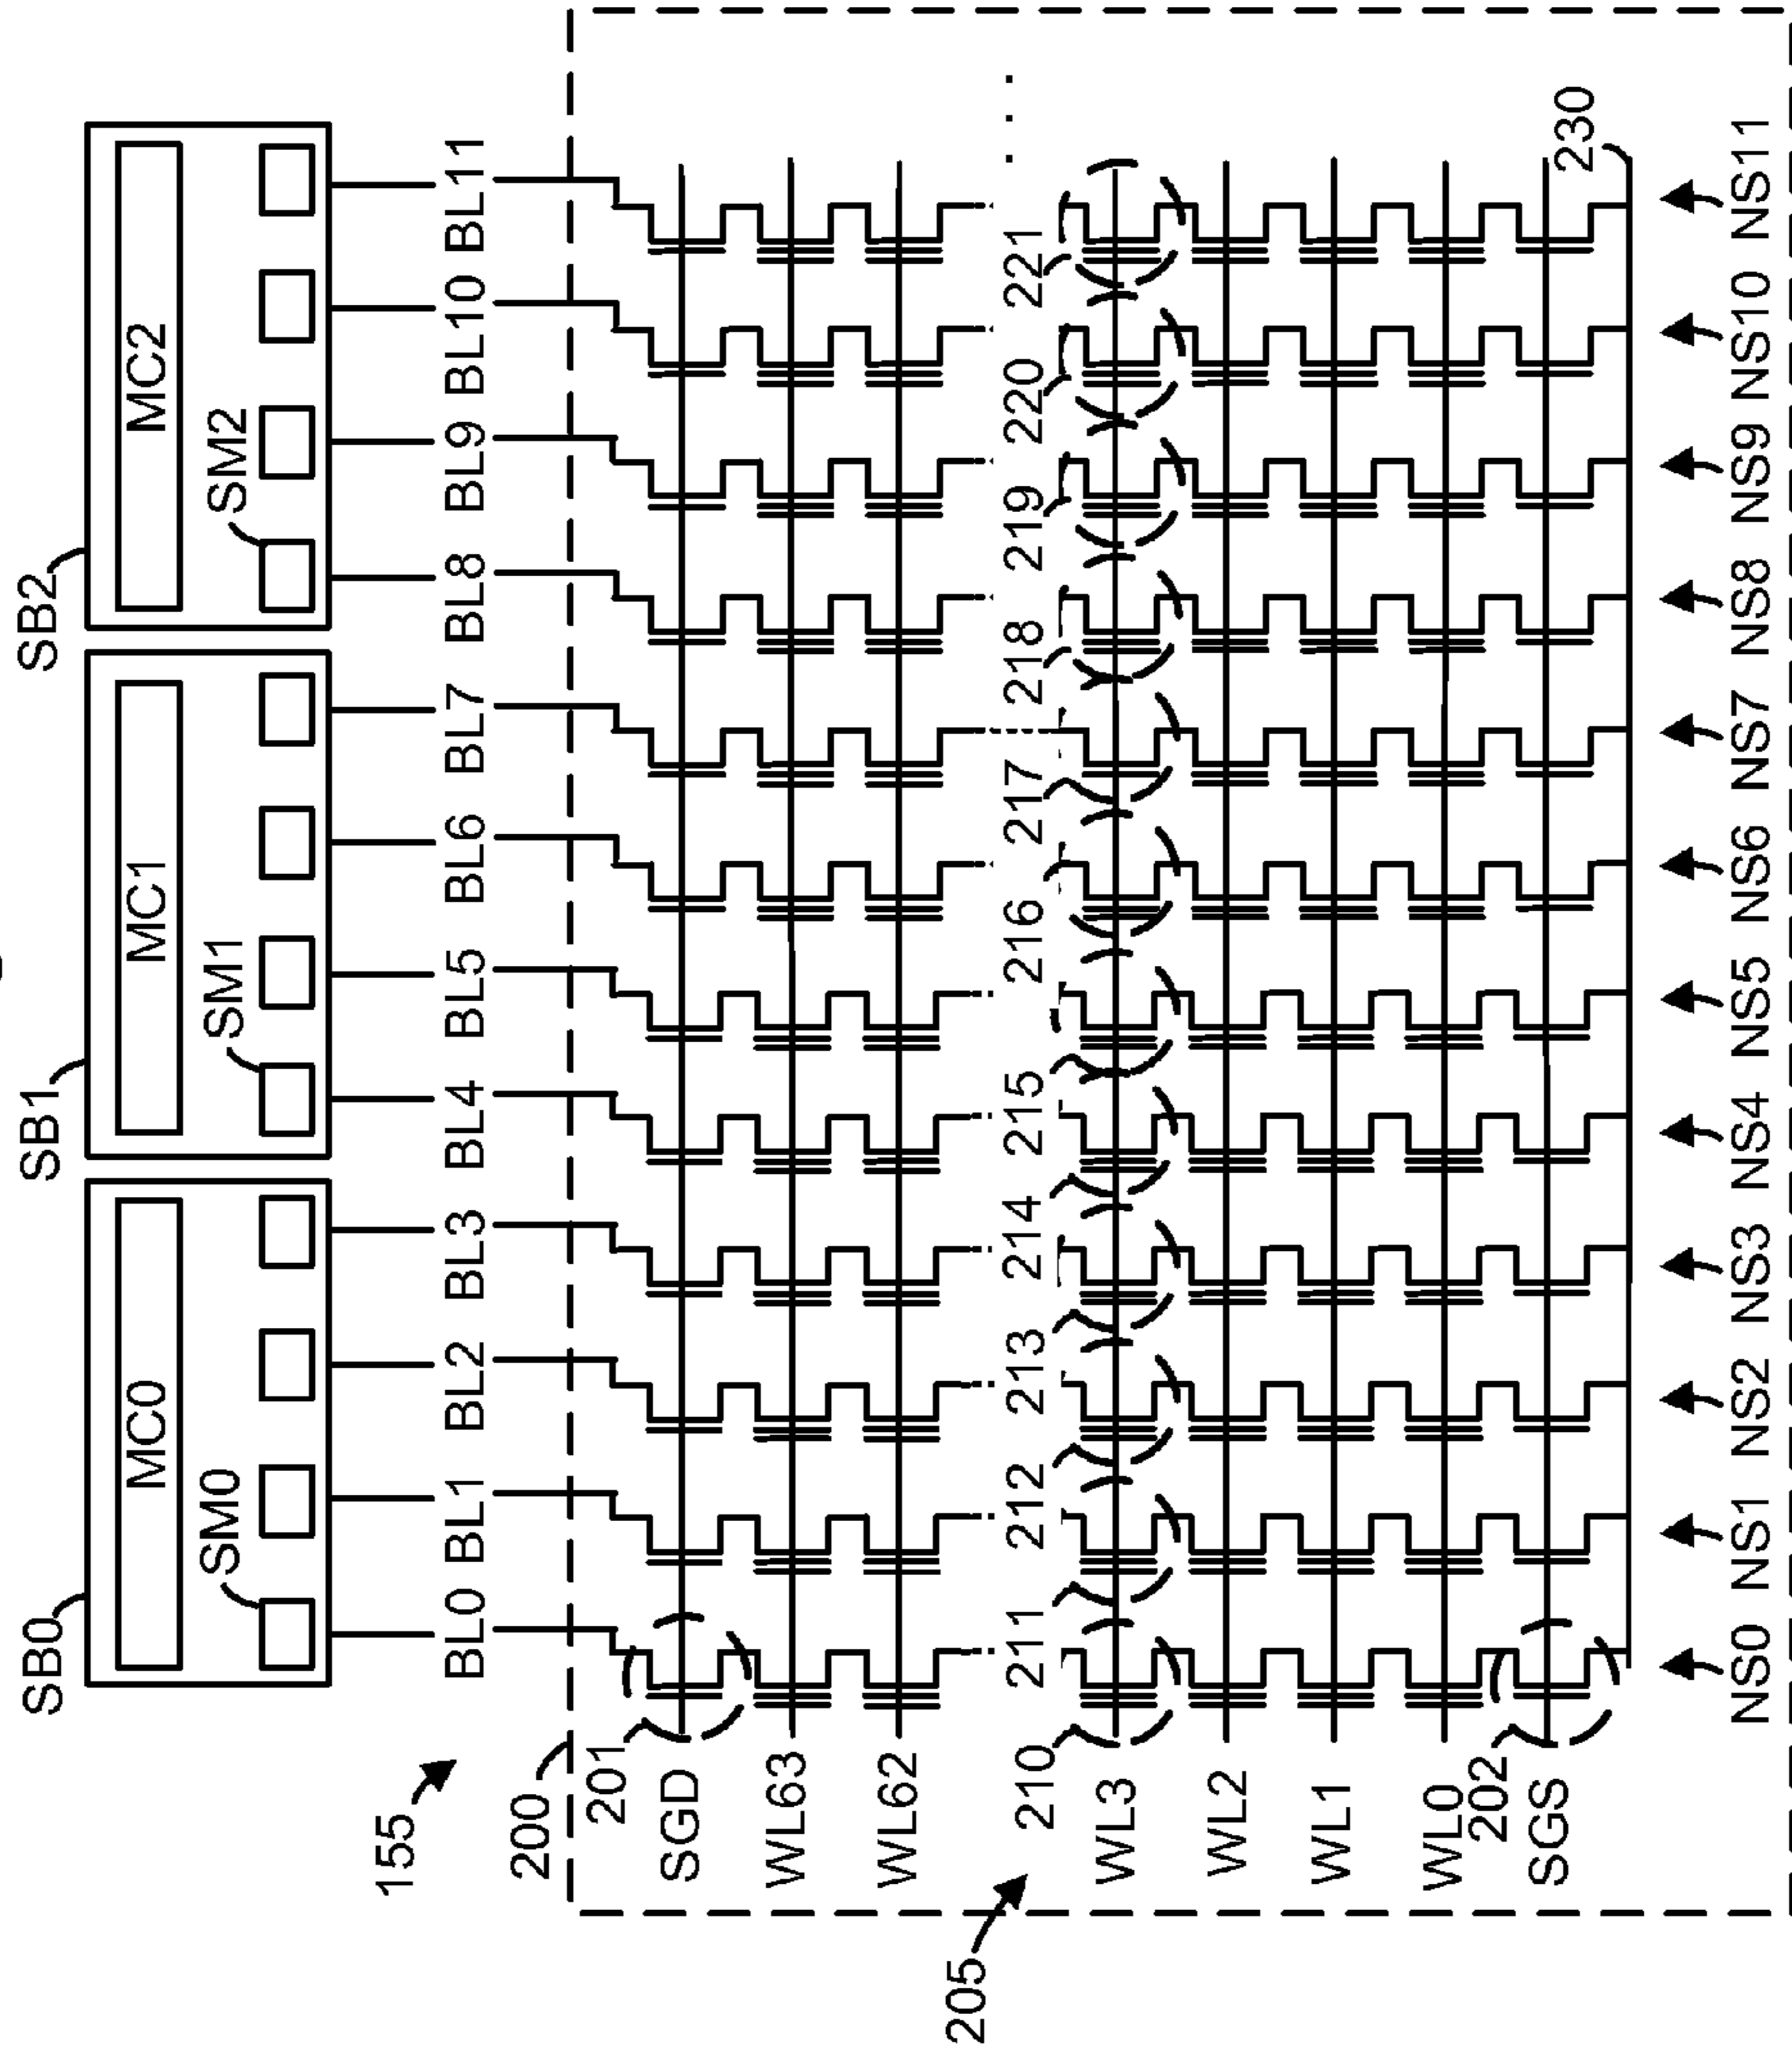 SB0 SB1 SB2
MC0 MC1 MC2
SM0 SM1 SM2
BL0 BL1 BL2 BL3 BL4 BL5 BL6 BL7 BL8 BL9 BL10 BL11
155
200
201
SGD
WL63
WL62
205
210 211 212 213 214 215 216 217 218 219 220 221
WL3
WL2
WL1
WL0
202
SGS
230
NS0 NS1 NS2 NS3 NS4 NS5 NS6 NS7 NS8 NS9 NS10 NS11